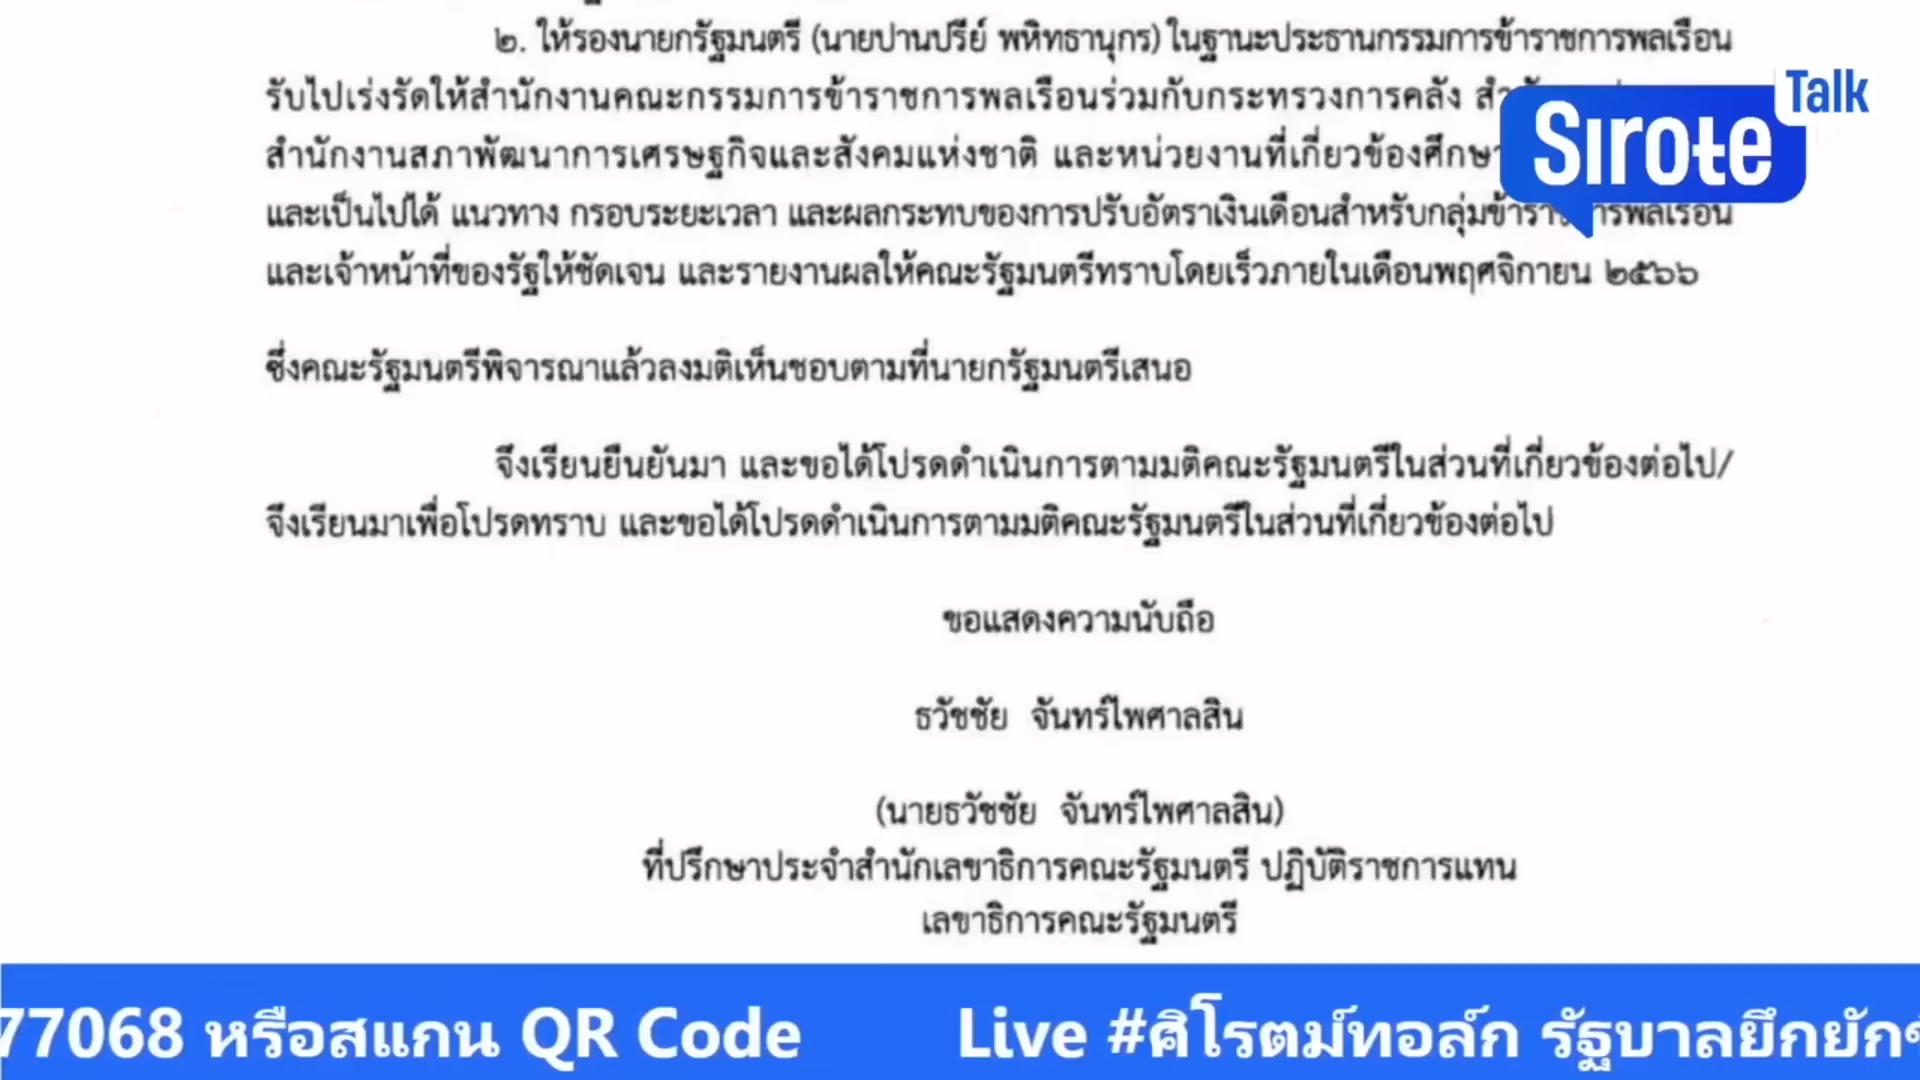 ๒. ให้รองนายกรัฐมนตรี (นายปานปรีย์ พหิทธานุกร) ในฐานะประธานกรรมการข้าราชการพลเรือน
รับไปเร่งรัดให้สำนักงานคณะกรรมการข้าราชการพลเรือนร่วมกับกระทรวงการคลัง
สำนักงานสภาพัฒนาการเศรษฐกิจและสังคมแห่งชาติ และหน่วยงานที่เกี่ยวข้องศึกษา
และเป็นไปได้ แนวทาง กรอบระยะเวลา และผลกระทบของการปรับอัตราเงินเดือนสำหรับกลุ่มข้าราชการพลเรือน
และเจ้าหน้าที่ของรัฐให้ชัดเจน และรายงานผลให้คณะรัฐมนตรีทราบโดยเร็วภายในเดือนพฤศจิกายน ๒๕๖๖
ซึ่งคณะรัฐมนตรีพิจารณาแล้วลงมติเห็นชอบตามที่นายกรัฐมนตรีเสนอ
จึงเรียนยืนยันมา และขอได้โปรดดำเนินการตามมติคณะรัฐมนตรีในส่วนที่เกี่ยวข้องต่อไป/
จึงเรียนมาเพื่อโปรดทราบ และขอได้โปรดดำเนินการตามมติคณะรัฐมนตรีในส่วนที่เกี่ยวข้องต่อไป
ขอแสดงความนับถือ
ธวัชชัย จันทร์ไพศาลสิน
(นายธวัชชัย จันทร์ไพศาลสิน)
ที่ปรึกษาประจำสำนักเลขาธิการคณะรัฐมนตรี ปฏิบัติราชการแทน
เลขาธิการคณะรัฐมนตรี
Sirote Talk
77068 หรือสแกน QR Code Live #ศิโรตม์ทอล์ก รัฐบาลยึกยัก